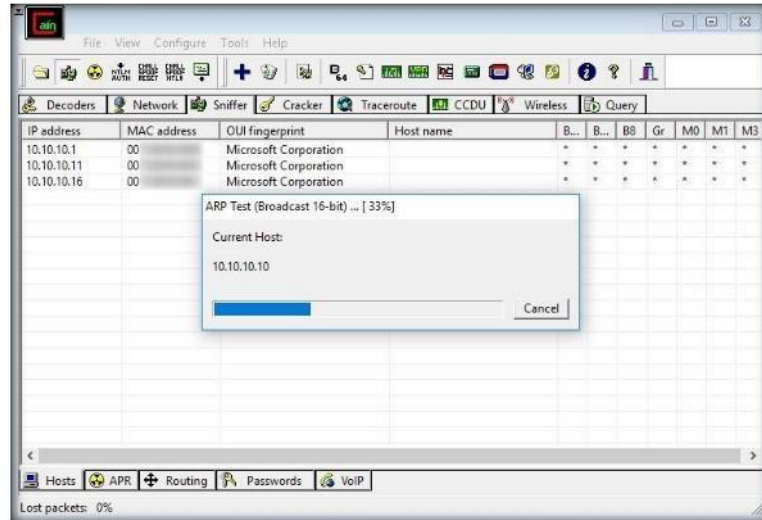 Cain
File View Configure Tools Help
Decoders Network Sniffer Cracker Traceroute CCDU Wireless Query
IP address MAC address OUI fingerprint Host name B... B... B8 Gr M0 M1 M3
10.10.10.1 00 Microsoft Corporation * * * * * * *
10.10.10.11 00 Microsoft Corporation * * * * * * *
10.10.10.16 00 Microsoft Corporation * * * * * * *
ARP Test (Broadcast 16-bit) ... [ 33%]
Current Host:
10.10.10.10
Cancel
Hosts APR Routing Passwords VoIP
Lost packets: 0%